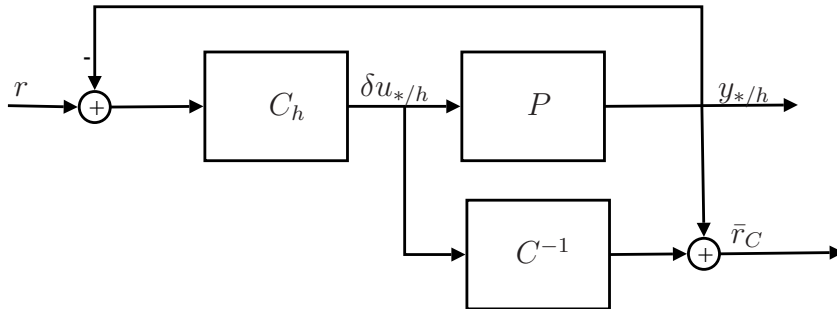 -
r
+
C_h
δu_{*/h}
P
y_{*/h}
C^{-1}
+
r̄_C